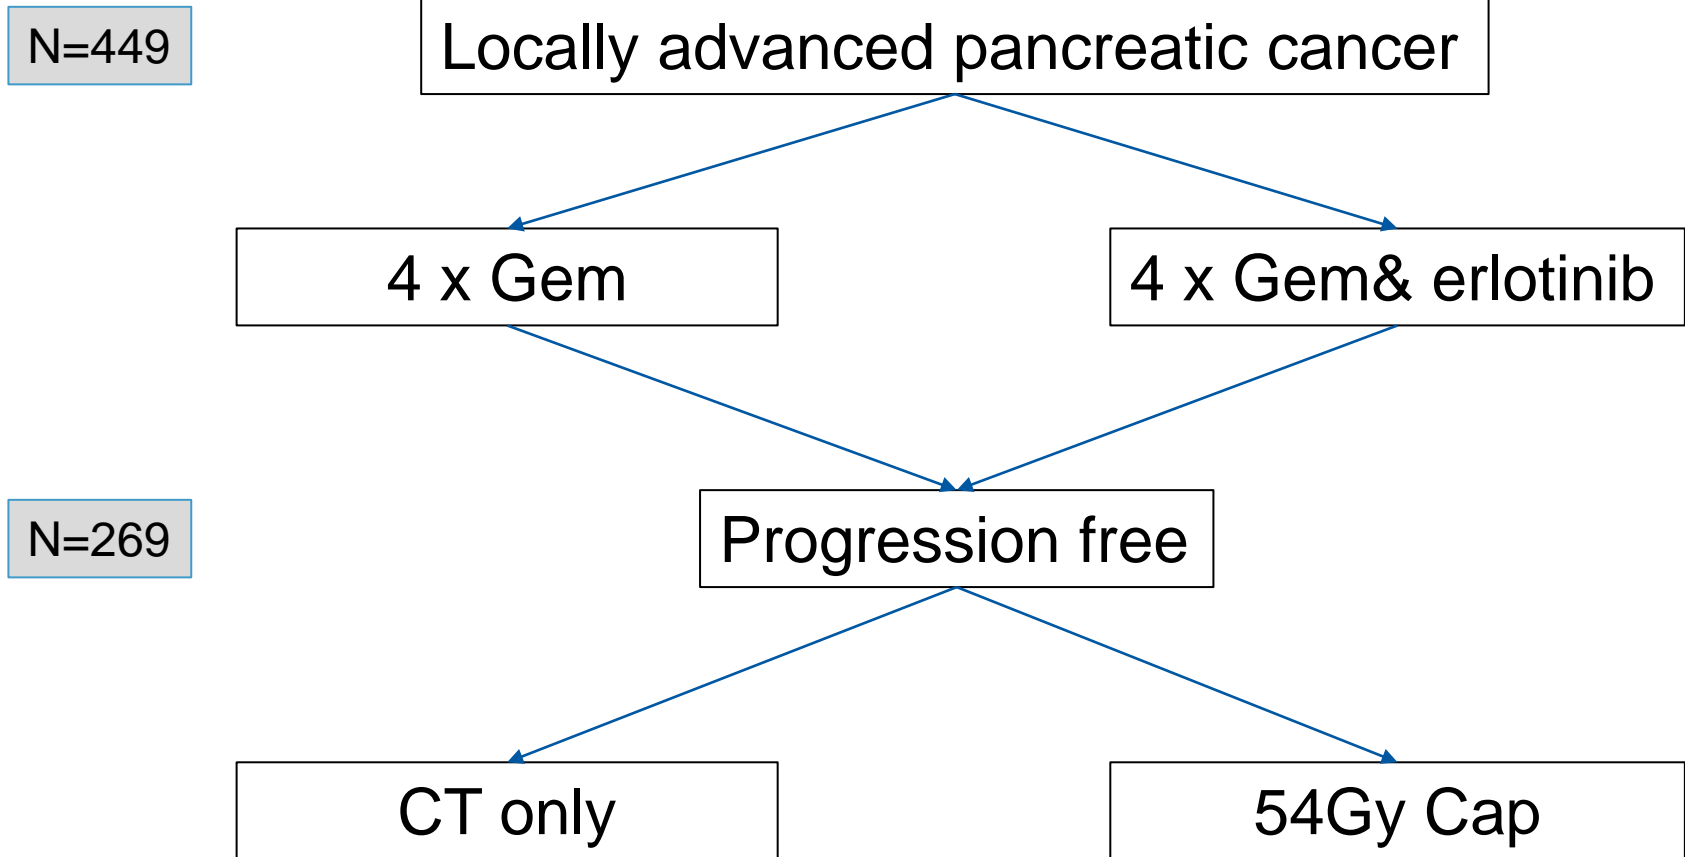 N=449
Locally advanced pancreatic cancer
4 x Gem
4 x Gem& erlotinib
N=269
Progression free
CT only
54Gy Cap